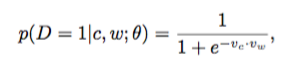 p(D = 1|c, w; θ) = 1 / (1 + e^{-v_c·v_w}),